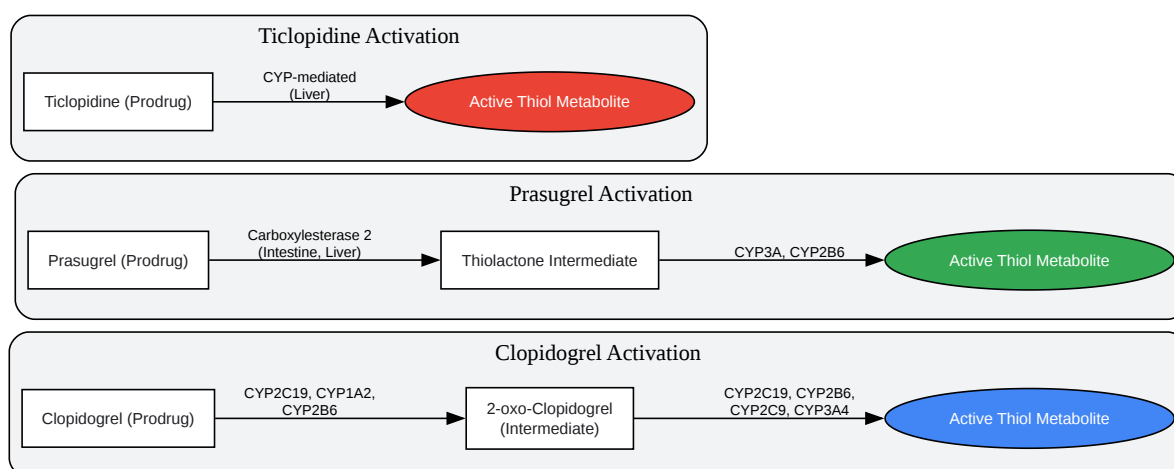 Ticlopidine Activation
Ticlopidine (Prodrug)
CYP-mediated
(Liver)
Active Thiol Metabolite
Prasugrel Activation
Prasugrel (Prodrug)
Carboxylesterase 2
(Intestine, Liver)
Thiolactone Intermediate
CYP3A, CYP2B6
Active Thiol Metabolite
Clopidogrel Activation
Clopidogrel (Prodrug)
CYP2C19, CYP1A2,
CYP2B6
2-oxo-Clopidogrel
(Intermediate)
CYP2C19, CYP2B6,
CYP2C9, CYP3A4
Active Thiol Metabolite